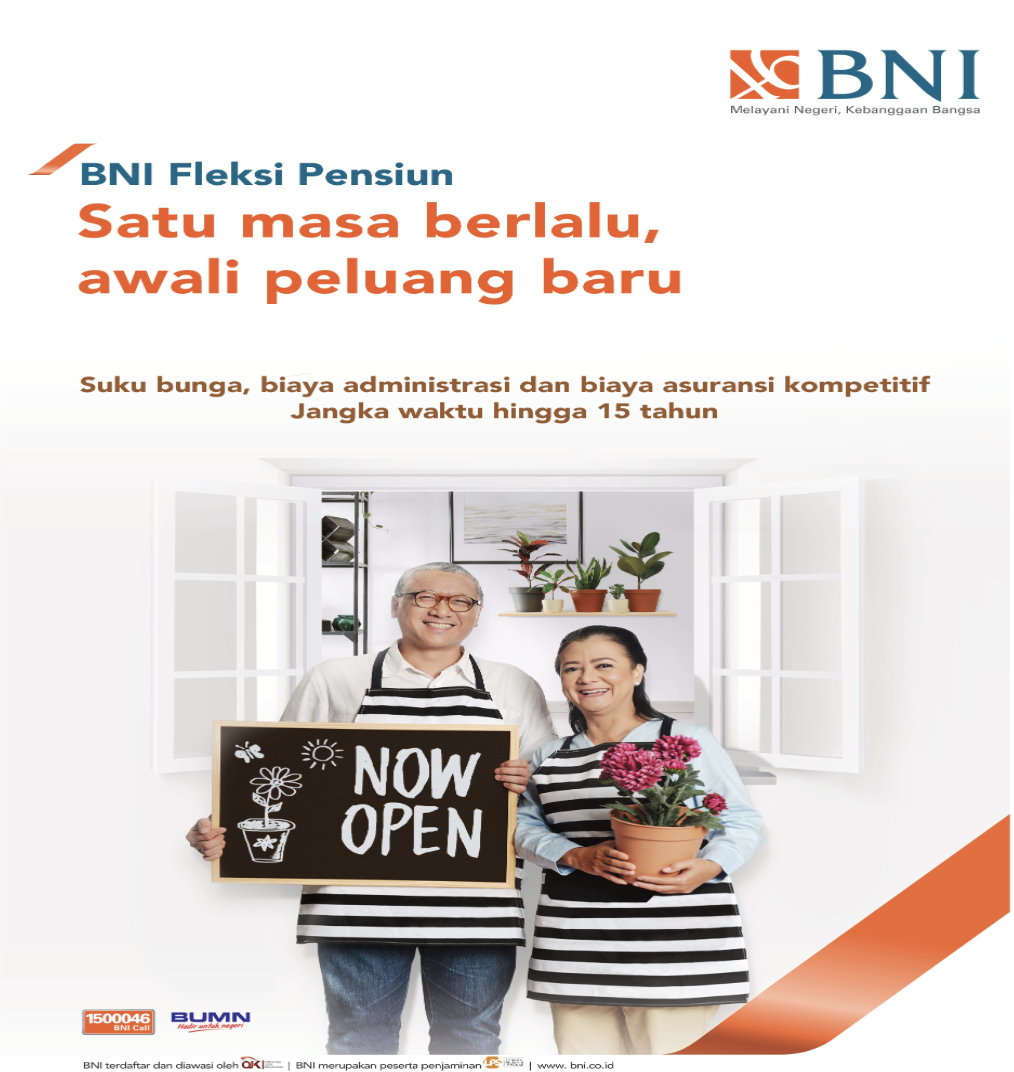 BNI
Melayani Negeri, Kebanggaan Bangsa
BNI Fleksi Pensiun
Satu masa berlalu,
awali peluang baru
Suku bunga, biaya administrasi dan biaya asuransi kompetitif
Jangka waktu hingga 15 tahun
NOW
OPEN
1500046
BNI Call
BUMN
Hadir untuk negeri
BNI terdaftar dan diawasi oleh OJK | BNI merupakan peserta penjaminan LPS | www. bni.co.id